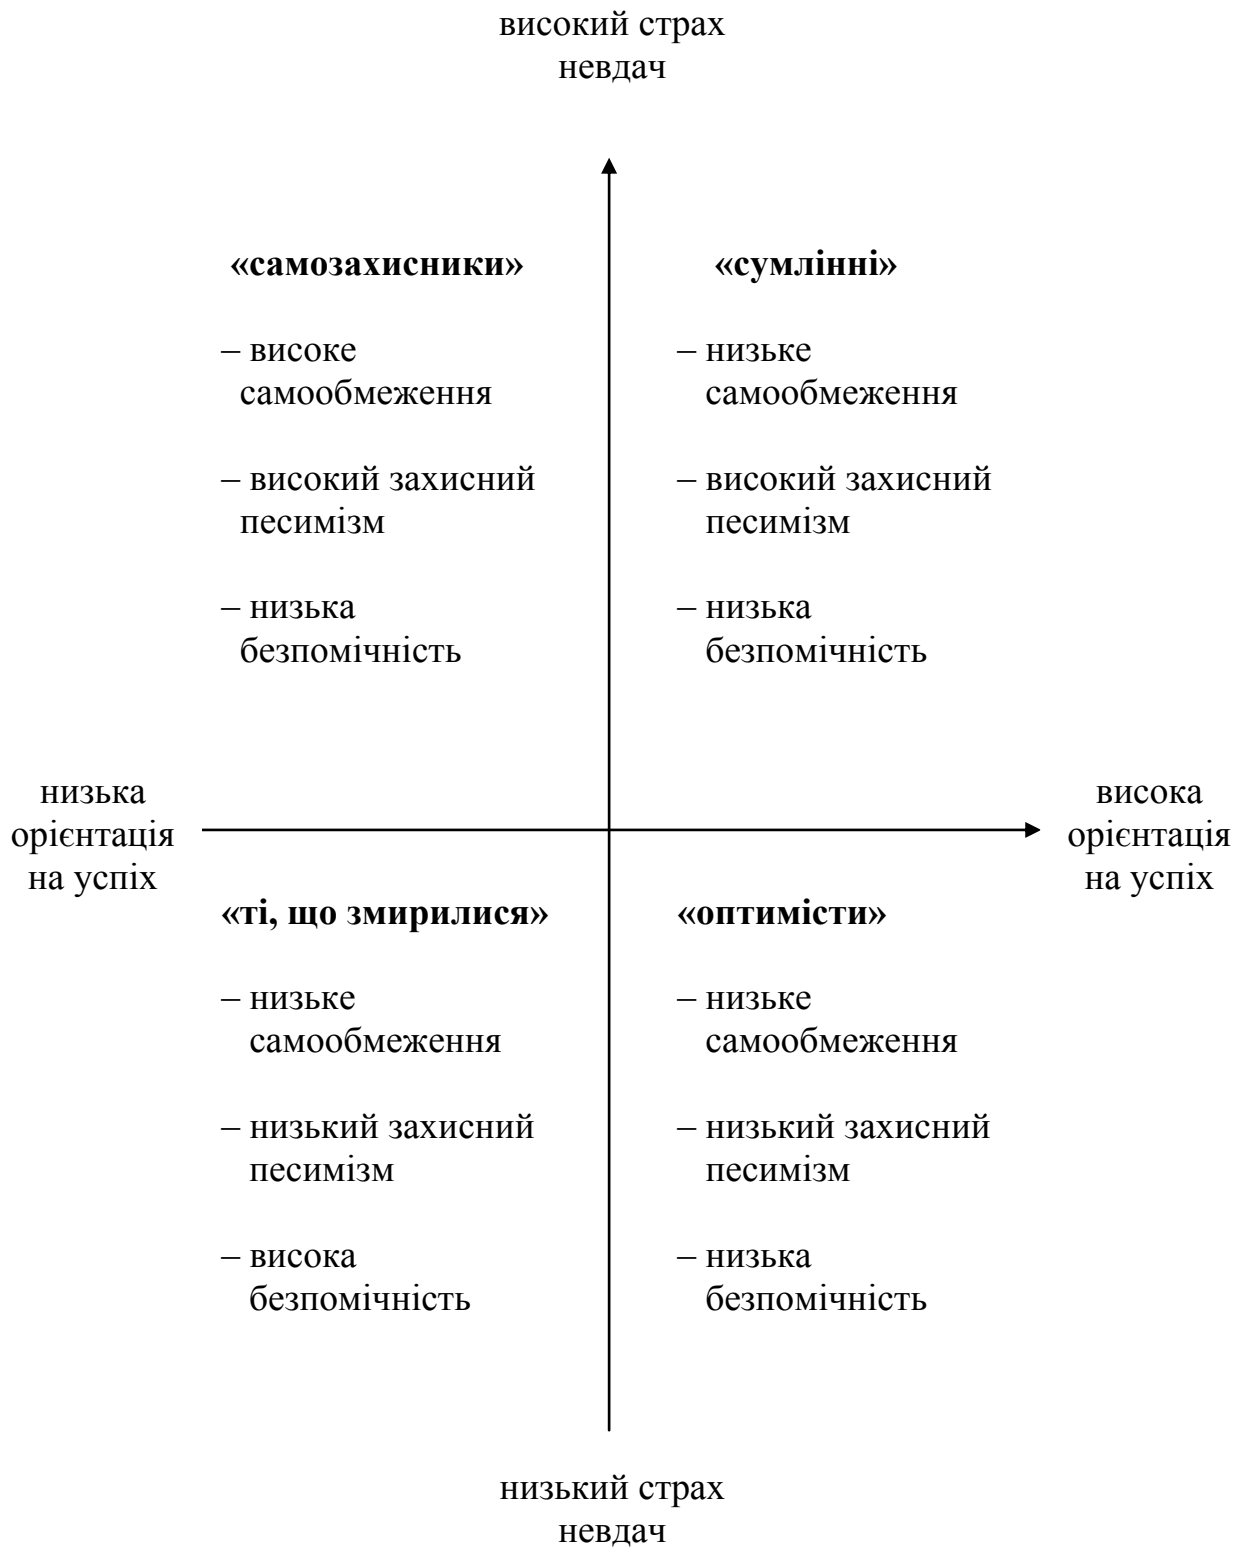 високий страх
невдач
«самозахисники»
– високе
самообмеження
– високий захисний
песимізм
– низька
безпомічність
«сумлінні»
– низьке
самообмеження
– високий захисний
песимізм
– низька
безпомічність
низька
орієнтація
на успіх
висока
орієнтація
на успіх
«ті, що змирилися»
– низьке
самообмеження
– низький захисний
песимізм
– висока
безпомічність
«оптимісти»
– низьке
самообмеження
– низький захисний
песимізм
– низька
безпомічність
низький страх
невдач